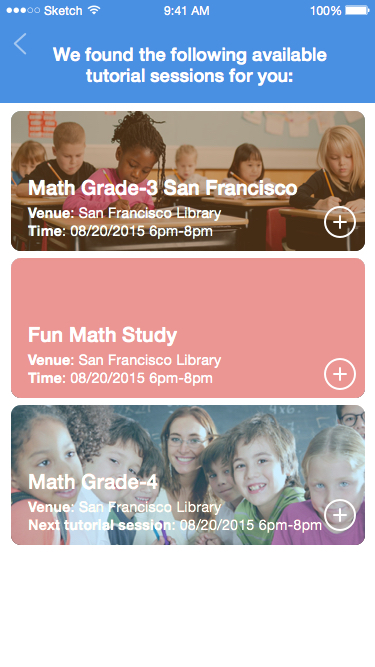 Sketch 9:41 AM 100%
We found the following available
tutorial sessions for you:
Math Grade-3 San Francisco
Venue: San Francisco Library
Time: 08/20/2015 6pm-8pm
Fun Math Study
Venue: San Francisco Library
Time: 08/20/2015 6pm-8pm
Math Grade-4
Venue: San Francisco Library
Next tutorial session: 08/20/2015 6pm-8pm